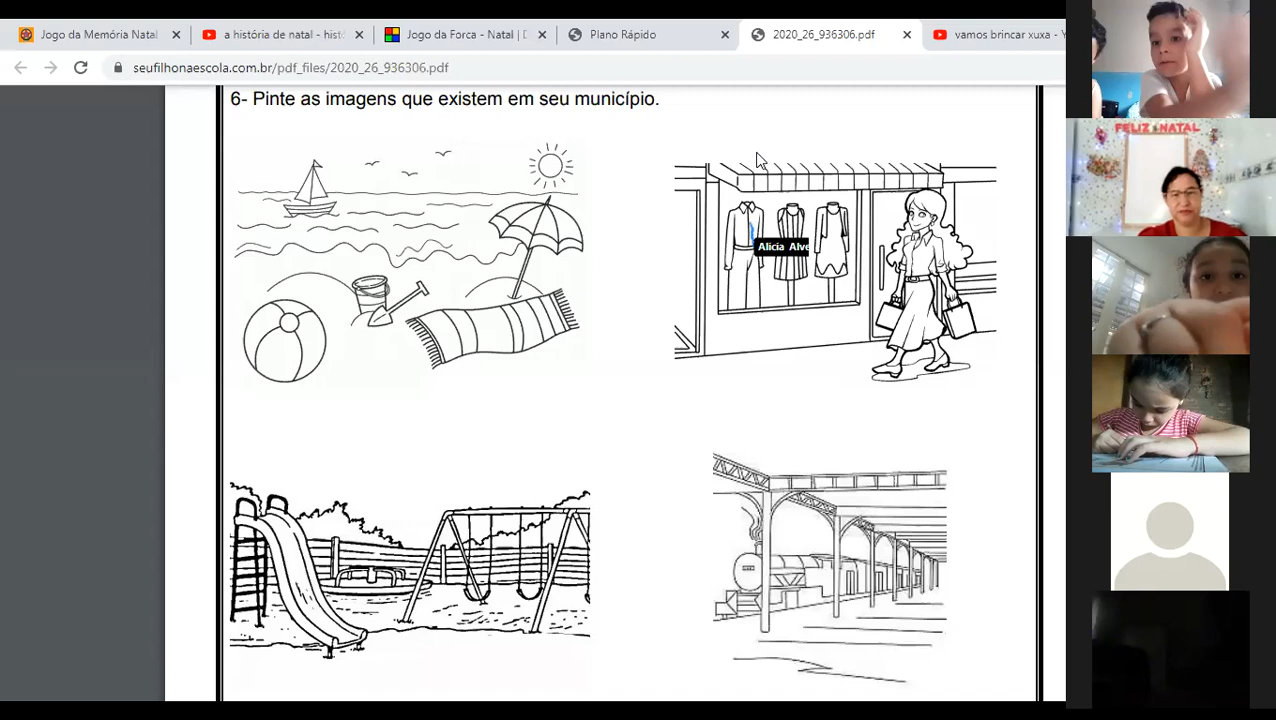 Jogo da Memória Natal
a história de natal - histó
Jogo da Forca - Natal | D
Plano Rápido
2020_26_936306.pdf
vamos brincar xuxa - Y
seufilhonaescola.com.br/pdf_files/2020_26_936306.pdf
6- Pinte as imagens que existem em seu município.
Alicia Alve
FELIZ NATAL